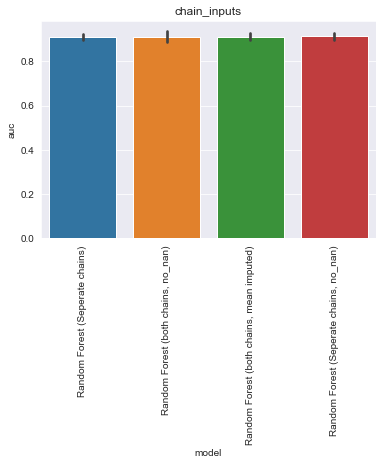 chain_inputs
auc
0.8
0.6
0.4
0.2
0.0
Random Forest (Seperate chains)
Random Forest (both chains, no_nan)
Random Forest (both chains, mean imputed)
Random Forest (Seperate chains, no_nan)
model